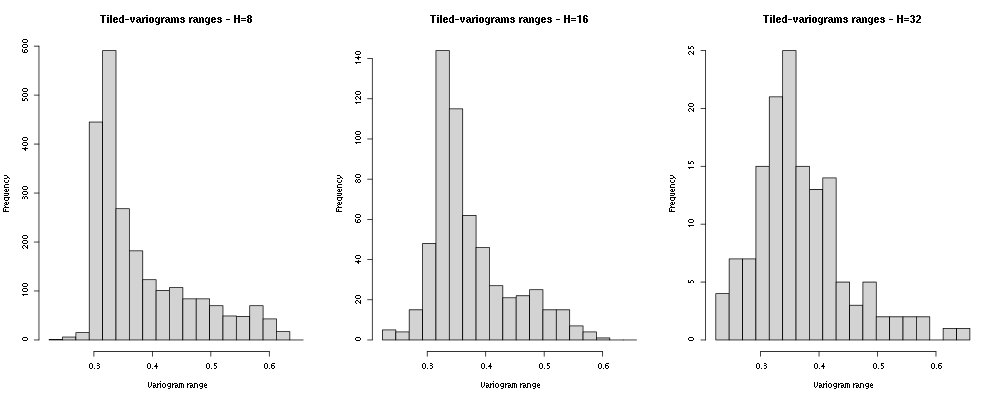 Tiled-variograms ranges - H=8
Frequency
600
500
400
300
200
100
0
0.3 0.4 0.5 0.6
Variogram range
Tiled-variograms ranges - H=16
Frequency
140
120
100
80
60
40
20
0
0.3 0.4 0.5 0.6
Variogram range
Tiled-variograms ranges - H=32
Frequency
25
20
15
10
5
0
0.3 0.4 0.5 0.6
Variogram range